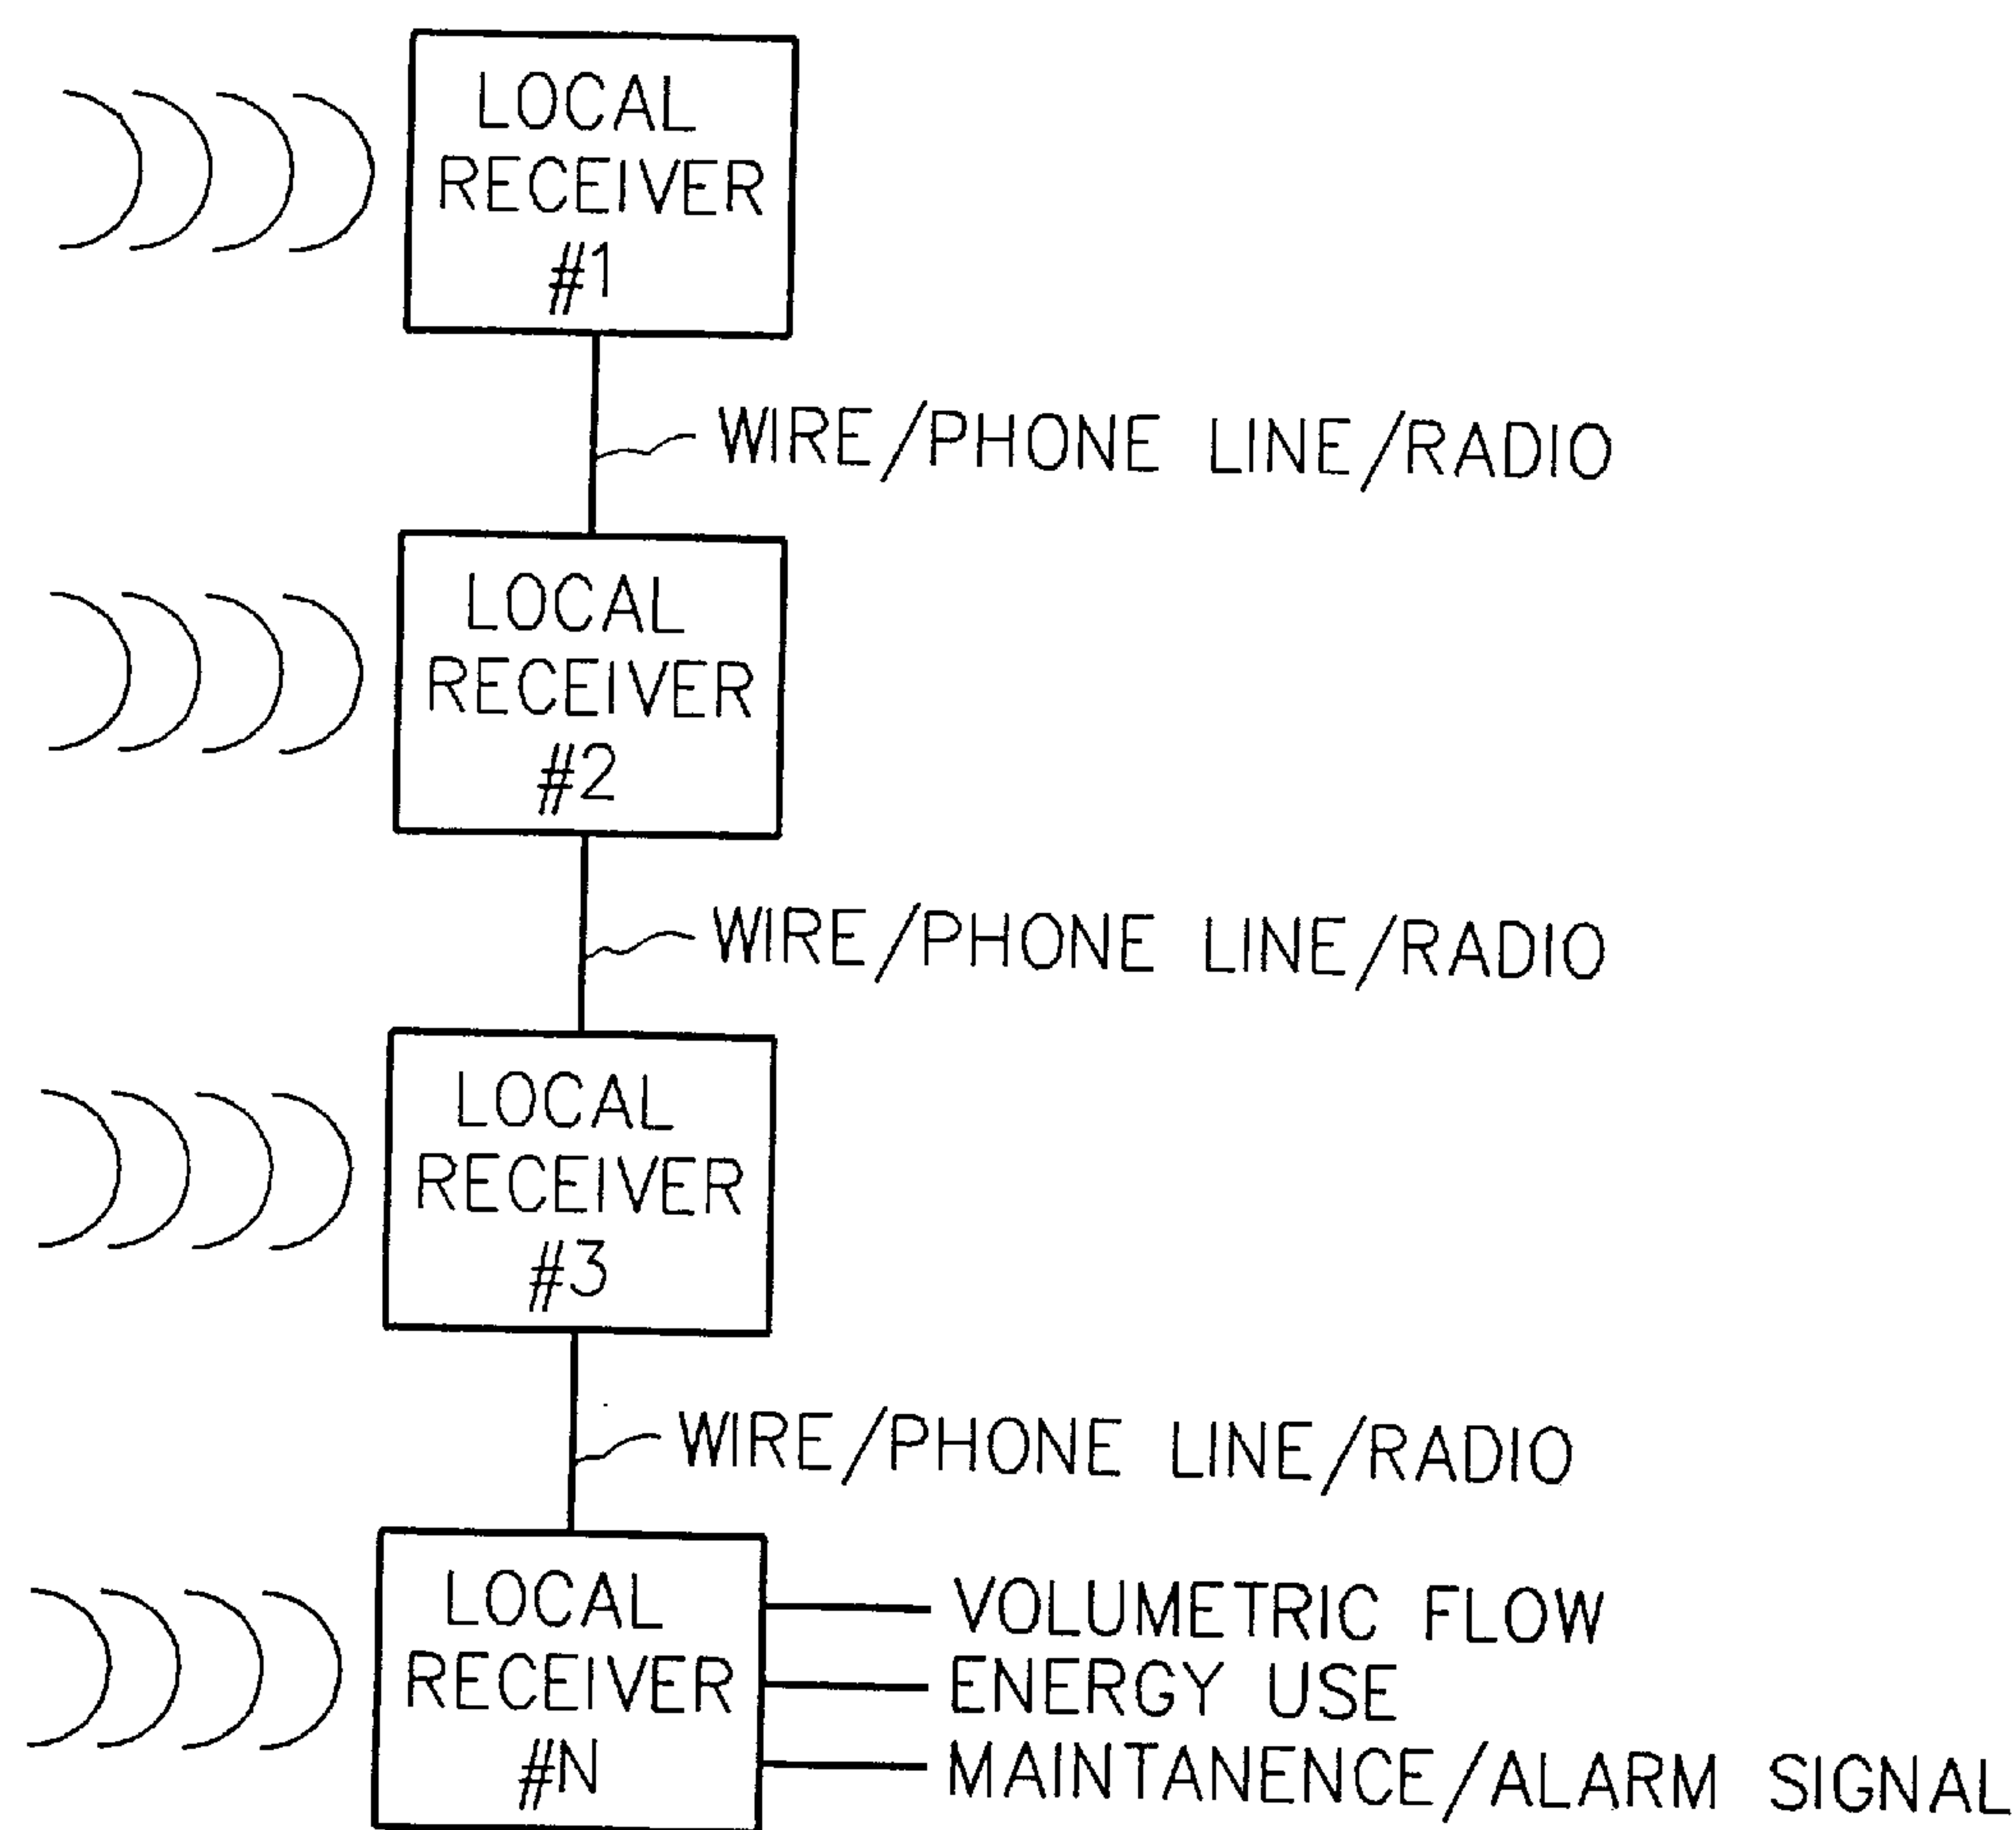 LOCAL
RECEIVER
#1
WIRE/PHONE LINE/RADIO
LOCAL
RECEIVER
#2
WIRE/PHONE LINE/RADIO
LOCAL
RECEIVER
#3
WIRE/PHONE LINE/RADIO
LOCAL
RECEIVER
#N
VOLUMETRIC FLOW
ENERGY USE
MAINTANENCE/ALARM SIGNAL